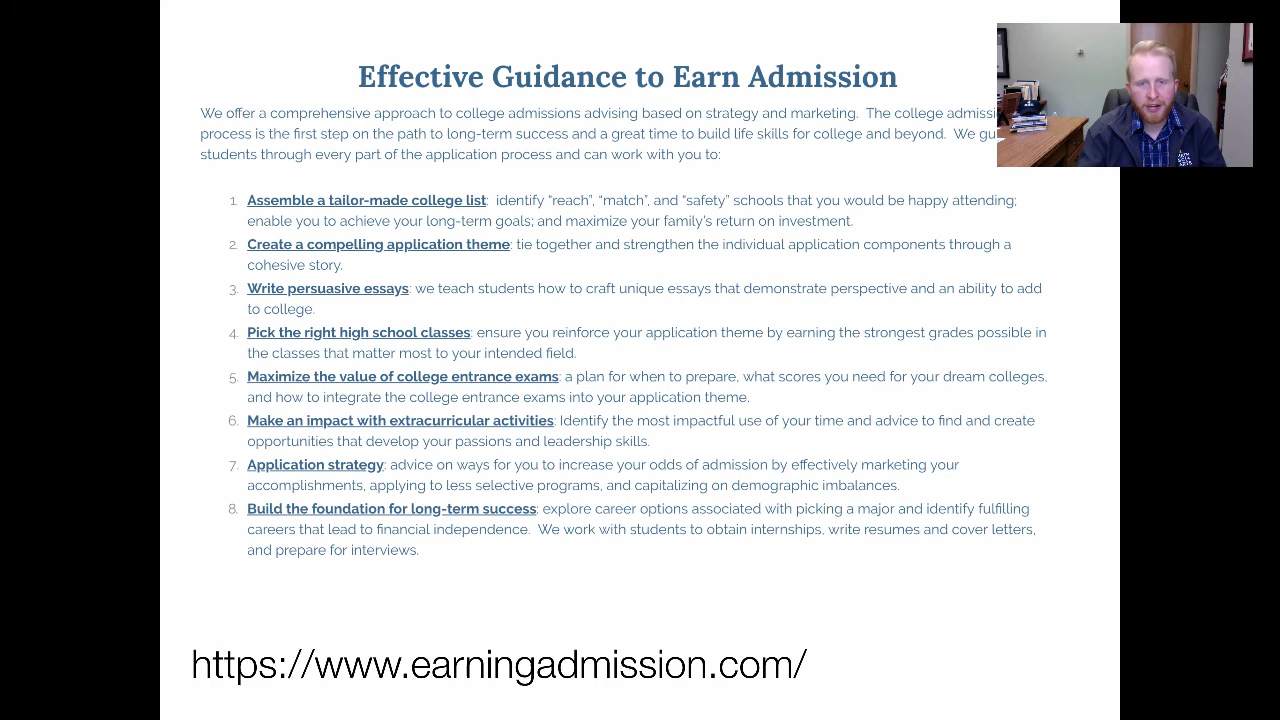 Effective Guidance to Earn Admission
We offer a comprehensive approach to college admissions advising based on strategy and marketing. The college
process is the first step on the path to long-term success and a great time to build life skills for college and beyond. We
students through every part of the application process and can work with you to:
1. Assemble a tailor-made college list: identify “reach”, “match”, and “safety” schools that you would be happy attending;
enable you to achieve your long-term goals; and maximize your family's return on investment.
2. Create a compelling application theme: tie together and strengthen the individual application components through a
cohesive story.
3. Write persuasive essays: we teach students how to craft unique essays that demonstrate perspective and an ability to add
to college.
4. Pick the right high school classes: ensure you reinforce your application theme by earning the strongest grades possible in
the classes that matter most to your intended field.
5. Maximize the value of college entrance exams: a plan for when to prepare, what scores you need for your dream colleges,
and how to integrate the college entrance exams into your application theme.
6. Make an impact with extracurricular activities: Identify the most impactful use of your time and advice to find and create
opportunities that develop your passions and leadership skills.
7. Application strategy: advice on ways for you to increase your odds of admission by effectively marketing your
accomplishments, applying to less selective programs, and capitalizing on demographic imbalances.
8. Build the foundation for long-term success: explore career options associated with picking a major and identify fulfilling
careers that lead to financial independence. We work with students to obtain internships, write resumes and cover letters,
and prepare for interviews.
https://www.earningadmission.com/